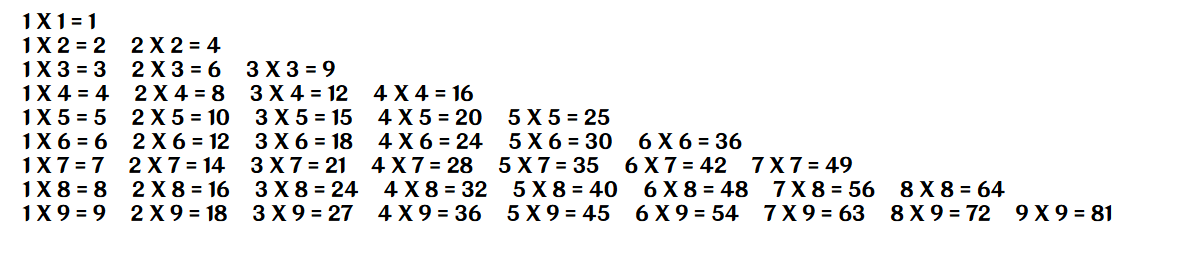 1 X 1 = 1
1 X 2 = 2 2 X 2 = 4
1 X 3 = 3 2 X 3 = 6 3 X 3 = 9
1 X 4 = 4 2 X 4 = 8 3 X 4 = 12 4 X 4 = 16
1 X 5 = 5 2 X 5 = 10 3 X 5 = 15 4 X 5 = 20 5 X 5 = 25
1 X 6 = 6 2 X 6 = 12 3 X 6 = 18 4 X 6 = 24 5 X 6 = 30 6 X 6 = 36
1 X 7 = 7 2 X 7 = 14 3 X 7 = 21 4 X 7 = 28 5 X 7 = 35 6 X 7 = 42 7 X 7 = 49
1 X 8 = 8 2 X 8 = 16 3 X 8 = 24 4 X 8 = 32 5 X 8 = 40 6 X 8 = 48 7 X 8 = 56 8 X 8 = 64
1 X 9 = 9 2 X 9 = 18 3 X 9 = 27 4 X 9 = 36 5 X 9 = 45 6 X 9 = 54 7 X 9 = 63 8 X 9 = 72 9 X 9 = 81